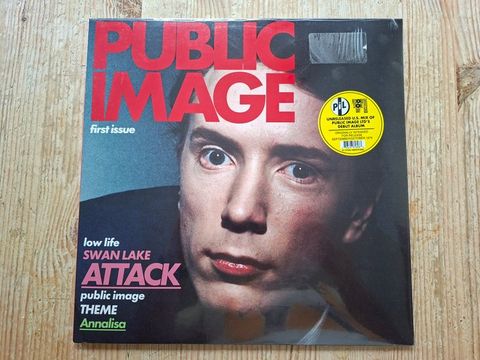 PUBLIC
IMAGE
first issue
PiL
UNRELEASED U.S. MIX OF
PUBLIC IMAGE LTD'S
DEBUT ALBUM
low life
SWAN LAKE
ATTACK
public image
THEME
Annalisa